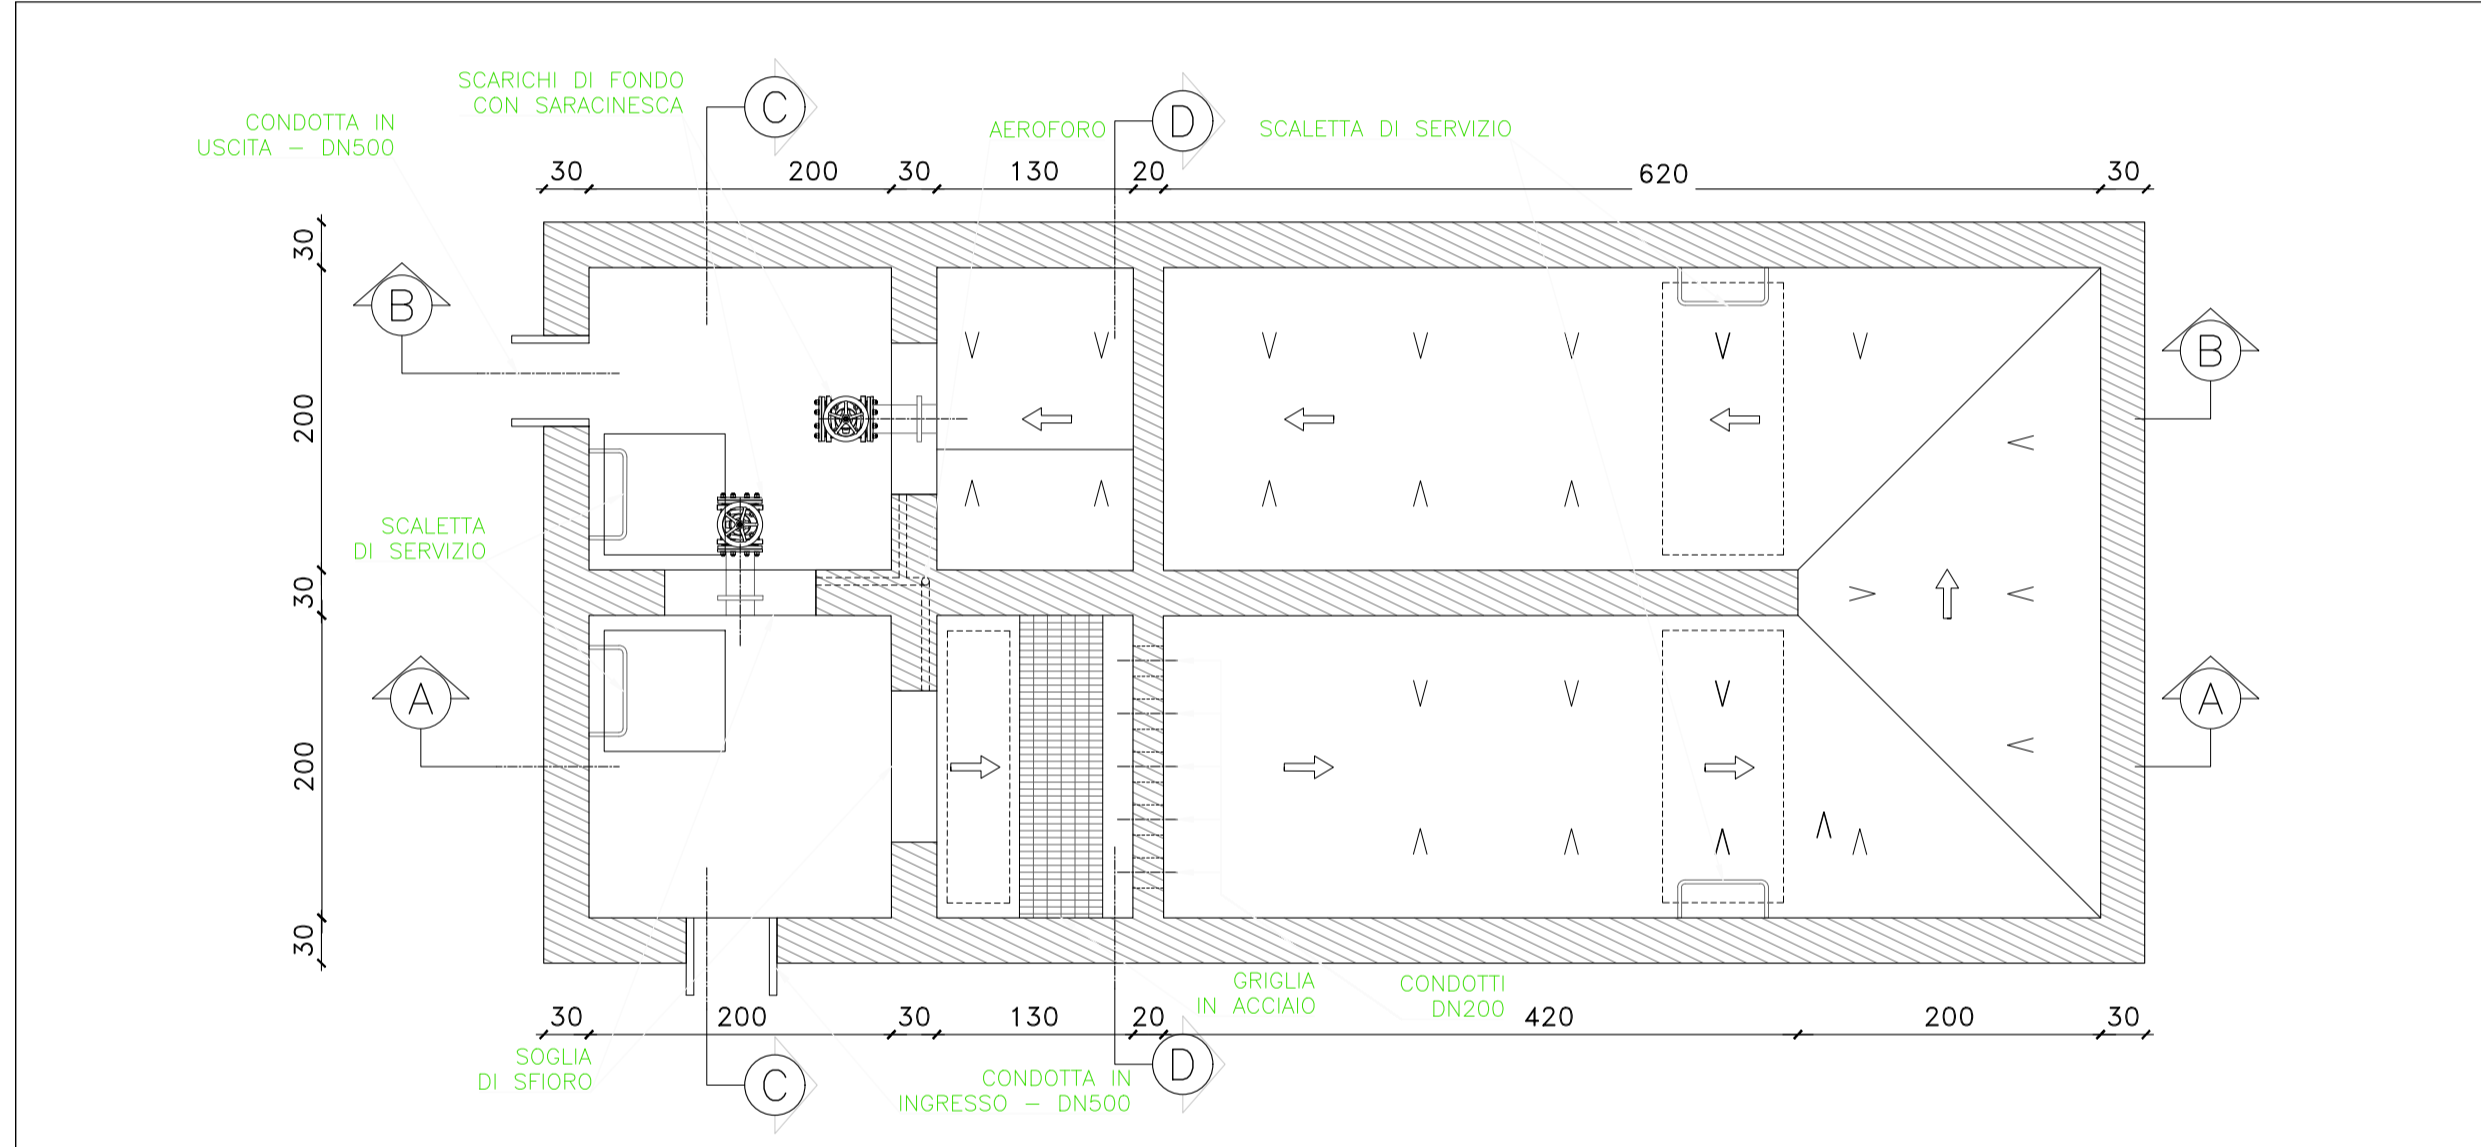 SCARICHI DI FONDO
CON SARACINESCA
C
D
CONDOTTA IN
USCITA – DN500
AEROFORO
SCALETTA DI SERVIZIO
30
200
30
130
20
620
30
30
B
B
200
SCALETTA
DI SERVIZIO
30
A
A
200
30
GRIGLIA
IN ACCIAIO
CONDOTTI
DN200
30
200
30
130
20
420
200
30
SOGLIA
DI SFIORO
C
D
CONDOTTA IN
INGRESSO – DN500